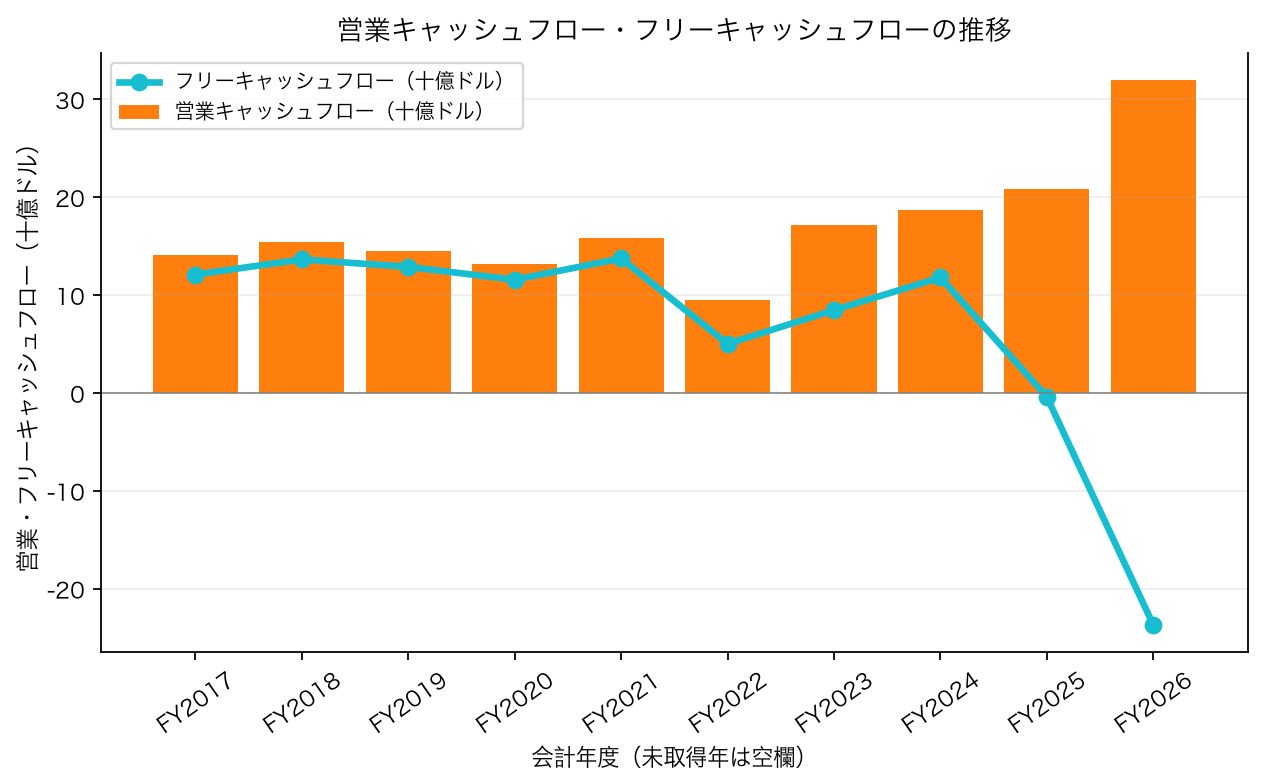 営業キャッシュフロー・フリーキャッシュフローの推移
フリーキャッシュフロー（十億ドル）
営業キャッシュフロー（十億ドル）
営業・フリーキャッシュフロー（十億ドル）
30
20
10
0
-10
-20
FY2017
FY2018
FY2019
FY2020
FY2021
FY2022
FY2023
FY2024
FY2025
FY2026
会計年度（未取得年は空欄）